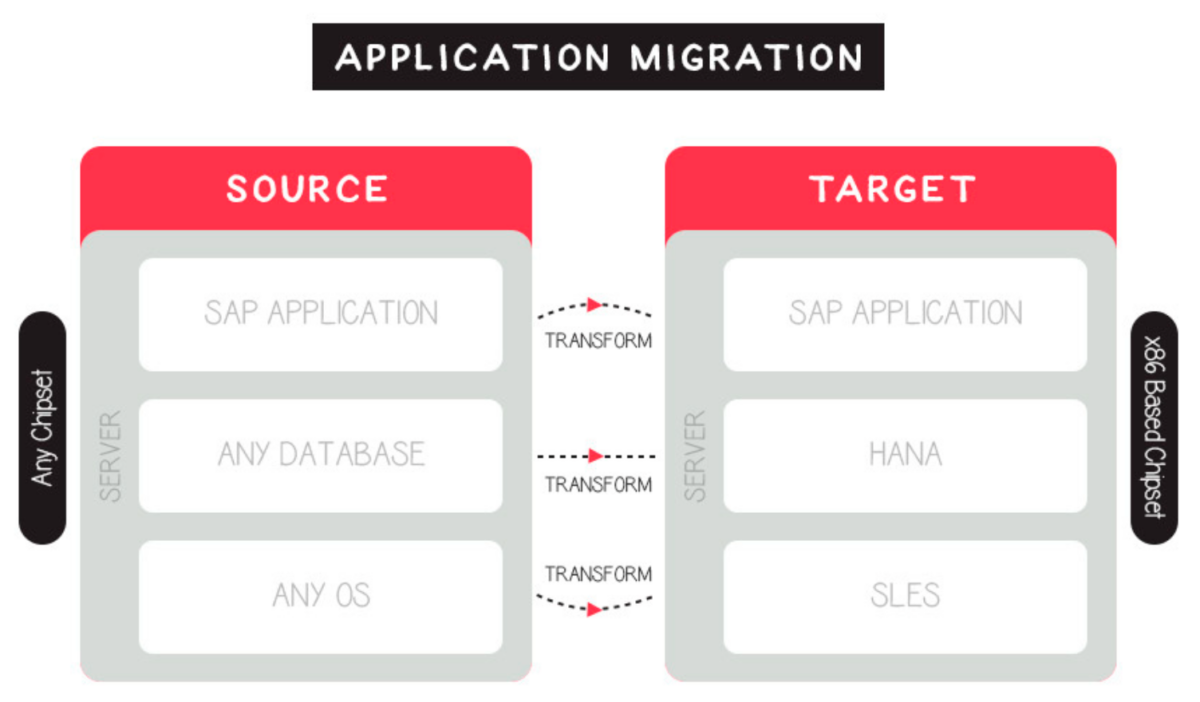 APPLICATION MIGRATION
SOURCE
TARGET
Any Chipset
SERVER
SAP APPLICATION
ANY DATABASE
ANY OS
TRANSFORM
TRANSFORM
TRANSFORM
SERVER
SAP APPLICATION
HANA
SLES
x86 Based Chipset